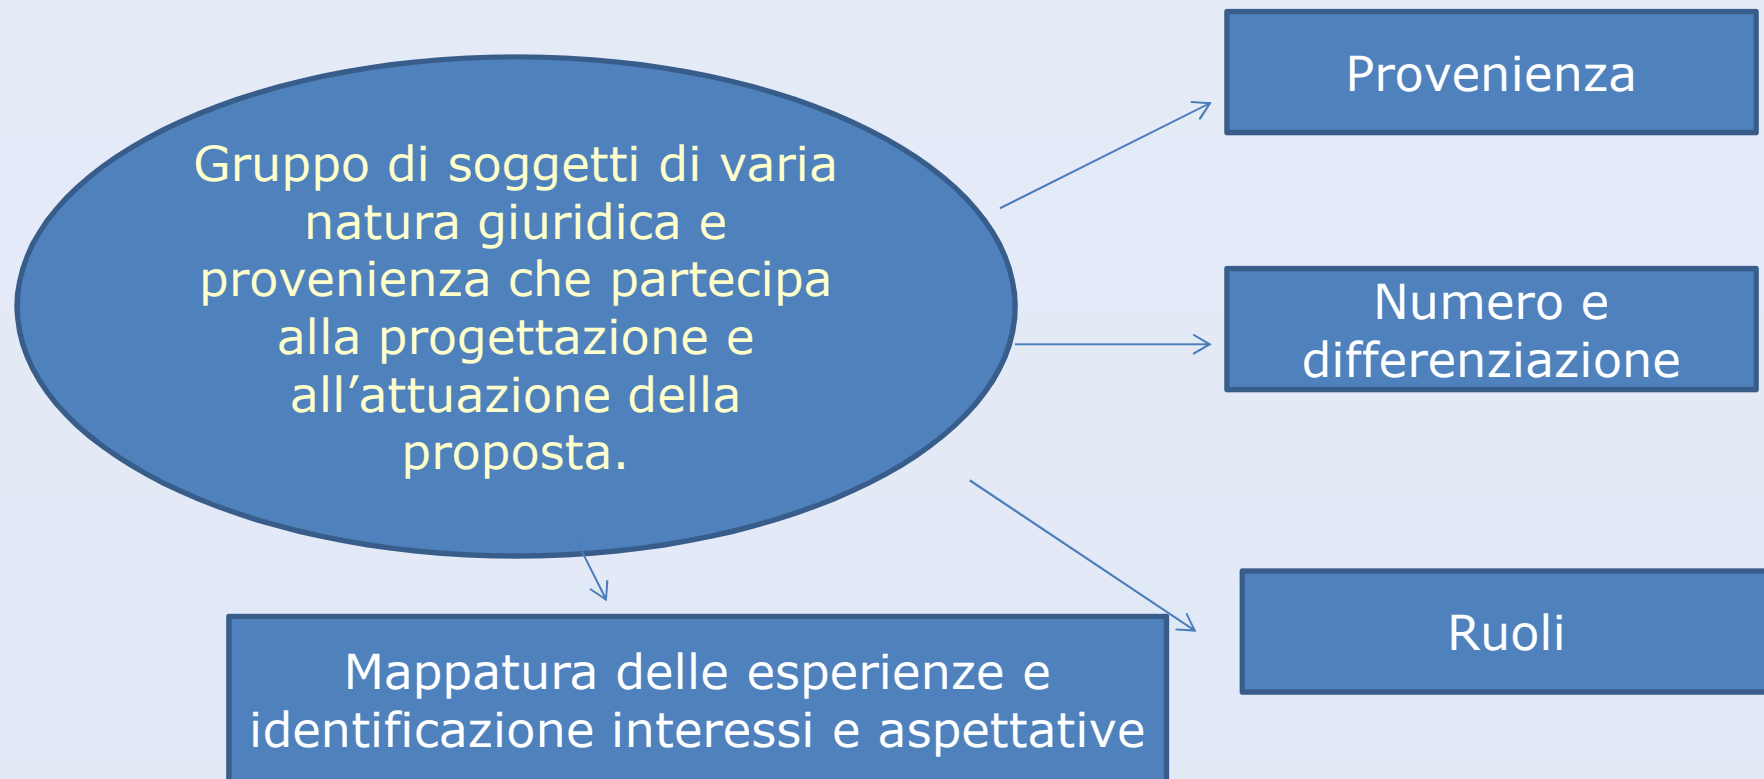 Gruppo di soggetti di varia
natura giuridica e
provenienza che partecipa
alla progettazione e
all’attuazione della
proposta.
Provenienza
Numero e
differenziazione
Ruoli
Mappatura delle esperienze e
identificazione interessi e aspettative